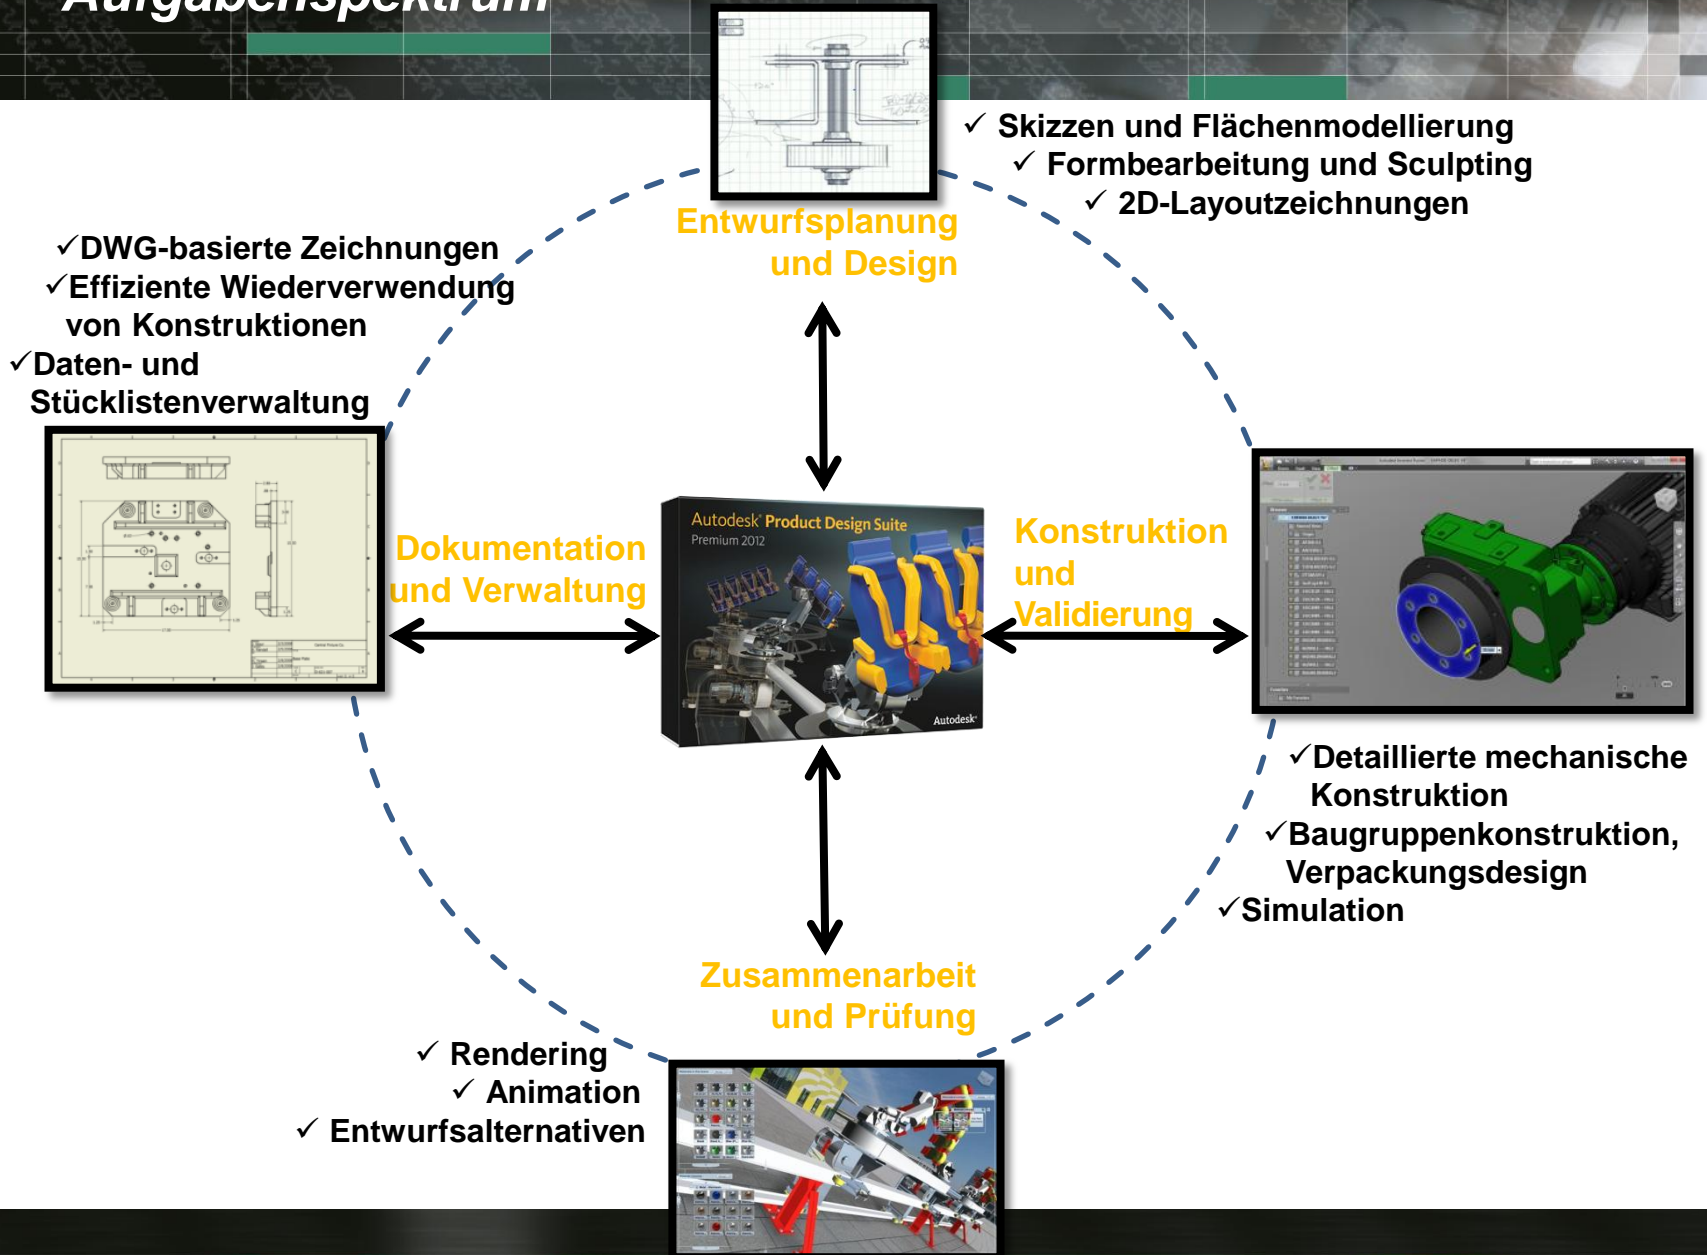 Aufgabenspektrum
✓ Skizzen und Flächenmodellierung
✓ Formbearbeitung und Sculpting
✓ 2D-Layoutzeichnungen
Entwurfsplanung
und Design
✓DWG-basierte Zeichnungen
✓Effiziente Wiederverwendung
von Konstruktionen
✓Daten- und
Stücklistenverwaltung
Dokumentation
und Verwaltung
Autodesk® Product Design Suite
Premium 2012
Autodesk®
Konstruktion
und
Validierung
✓Detaillierte mechanische
Konstruktion
✓Baugruppenkonstruktion,
Verpackungsdesign
✓Simulation
Zusammenarbeit
und Prüfung
✓ Rendering
✓ Animation
✓ Entwurfsalternativen